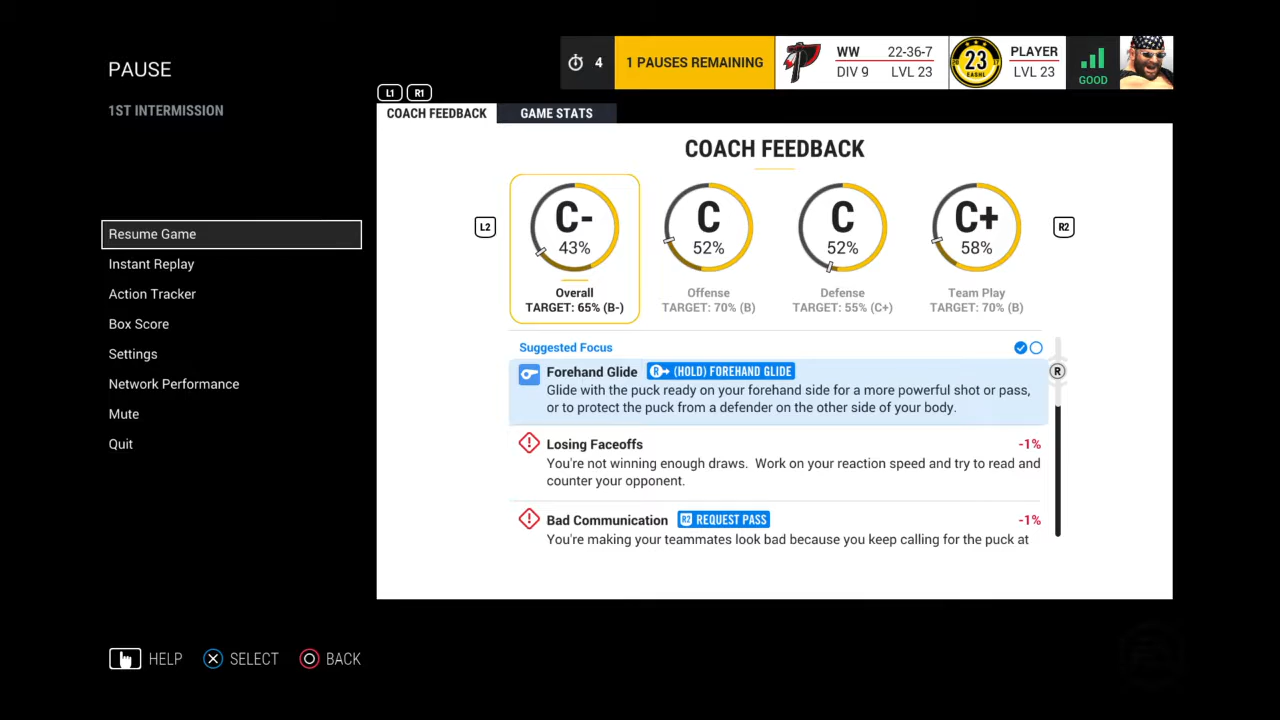 PAUSE
1ST INTERMISSION
4
1 PAUSES REMAINING
WW 22-36-7
DIV 9 LVL 23
23
EASHL
PLAYER
LVL 23
GOOD
L1 R1
COACH FEEDBACK GAME STATS
COACH FEEDBACK
Resume Game
Instant Replay
Action Tracker
Box Score
Settings
Network Performance
Mute
Quit
L2
C- C C C+
43% 52% 52% 58%
R2
Overall Offense Defense Team Play
TARGET: 65% (B-) TARGET: 70% (B) TARGET: 55% (C+) TARGET: 70% (B)
Suggested Focus
Forehand Glide R (HOLD) FOREHAND GLIDE
R
Glide with the puck ready on your forehand side for a more powerful shot or pass,
or to protect the puck from a defender on the other side of your body.
Losing Faceoffs -1%
You're not winning enough draws. Work on your reaction speed and try to read and
counter your opponent.
Bad Communication R2 REQUEST PASS -1%
You're making your teammates look bad because you keep calling for the puck at
HELP SELECT BACK